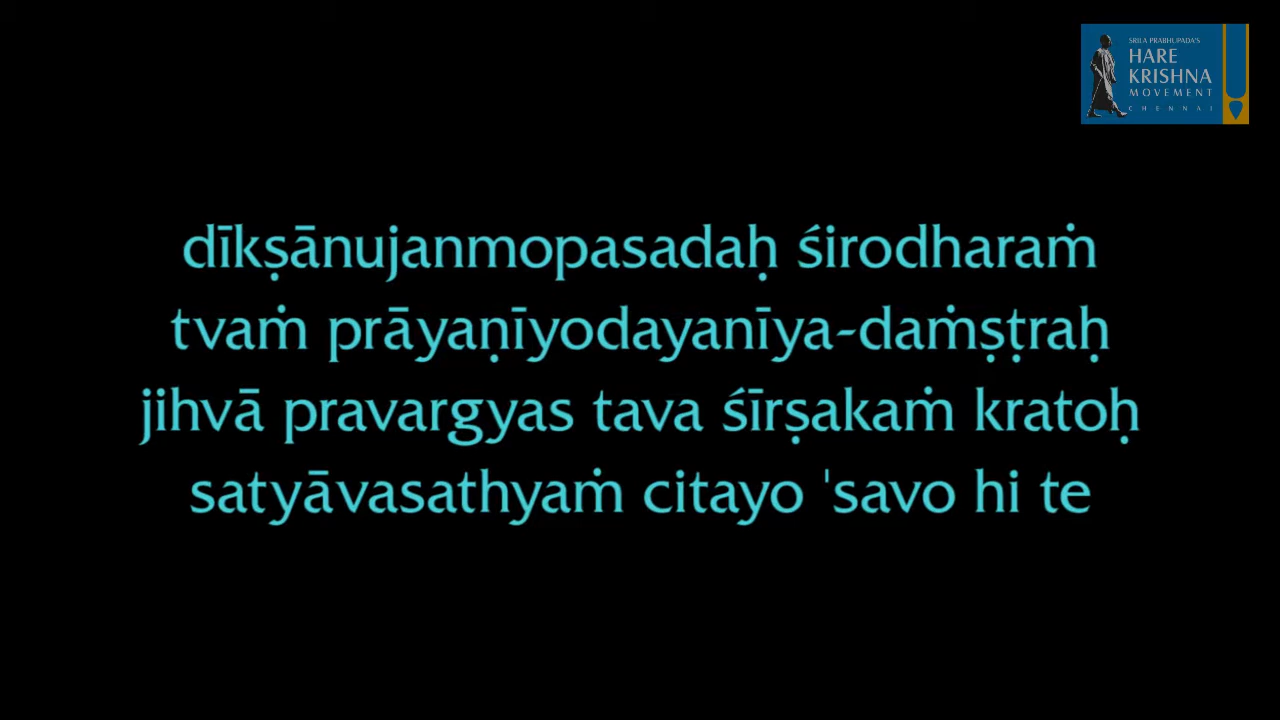 SRILA PRABHUPADA'S
HARE
KRISHNA
MOVEMENT
CHENNAI
dīkṣānujanmopasadaḥ śirodharaṁ
tvaṁ prāyaṇīyodayanīya-daṁṣṭraḥ
jihvā pravargyas tava śīrṣakaṁ kratoḥ
satyāvasathyaṁ citayo 'savo hi te